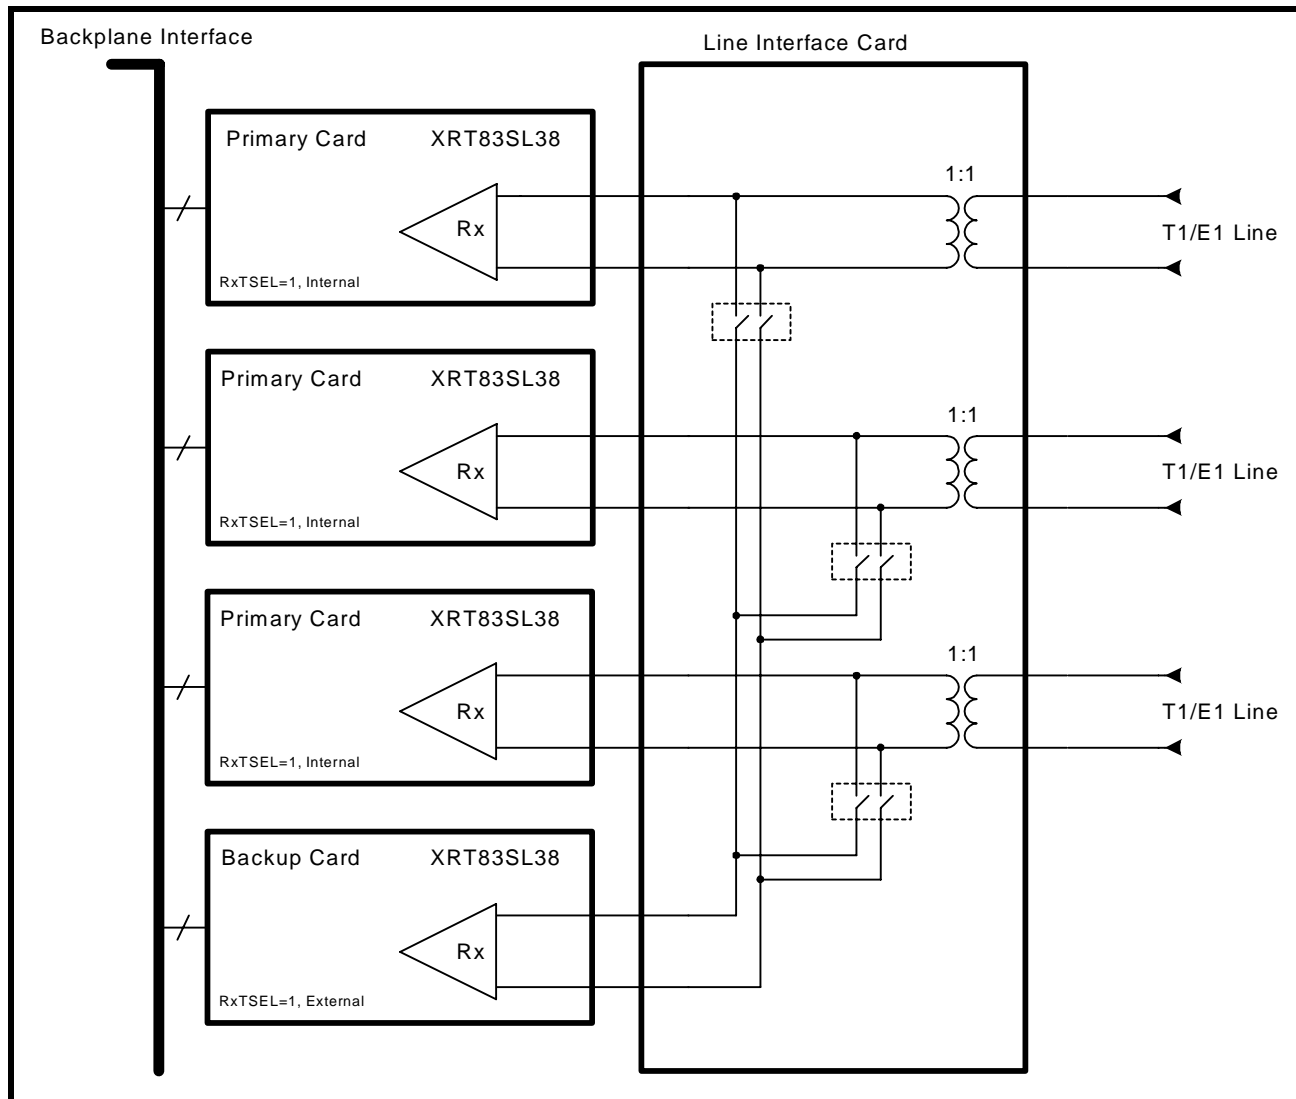 Backplane Interface
Line Interface Card
Primary Card XRT83SL38
1:1
Rx
T1/E1 Line
RxTSEL=1, Internal
Primary Card XRT83SL38
1:1
Rx
T1/E1 Line
RxTSEL=1, Internal
Primary Card XRT83SL38
1:1
Rx
T1/E1 Line
RxTSEL=1, Internal
Backup Card XRT83SL38
Rx
RxTSEL=1, External